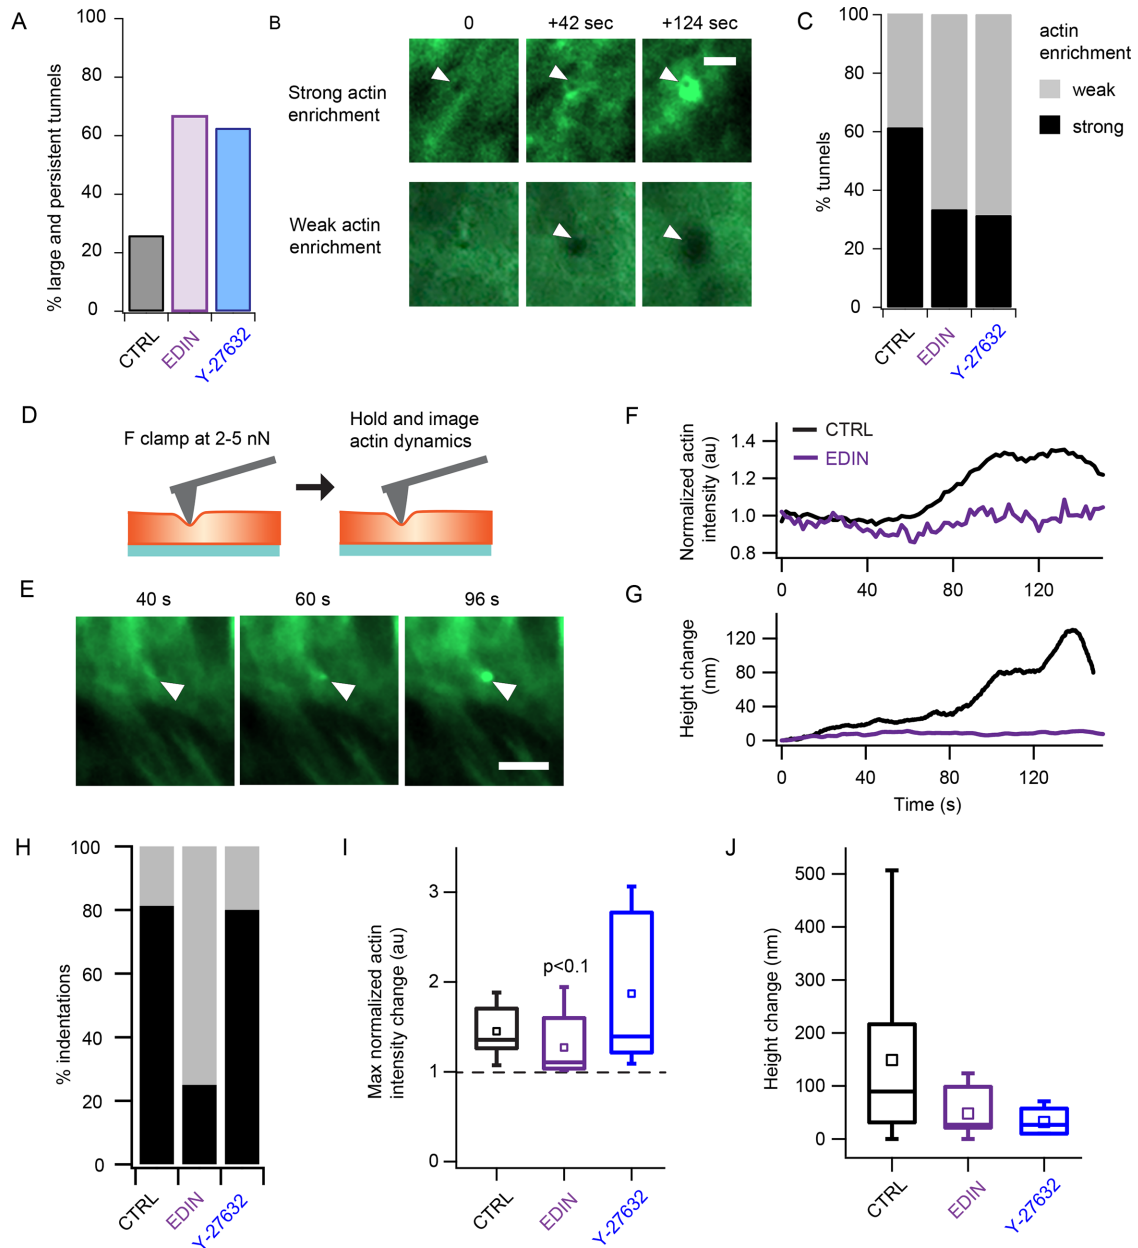 A
% large and persistent tunnels
100
80
60
40
20
0
CTRL
EDIN
Y-27632
B
0
+42 sec
+124 sec
Strong actin
enrichment
Weak actin
enrichment
C
% tunnels
100
80
60
40
20
0
CTRL
EDIN
Y-27632
actin
enrichment
weak
strong
D
F clamp at 2-5 nN
Hold and image
actin dynamics
E
40 s
60 s
96 s
F
Normalized actin
intensity (au)
1.4
1.2
1.0
0.8
CTRL
EDIN
0
40
80
120
G
Height change
(nm)
120
80
40
0
0
40
80
120
Time (s)
H
% indentations
100
80
60
40
20
0
CTRL
EDIN
Y-27632
I
Max normalized actin
intensity change (au)
3
2
1
0
p<0.1
CTRL
EDIN
Y-27632
J
Height change (nm)
500
400
300
200
100
0
CTRL
EDIN
Y-27632